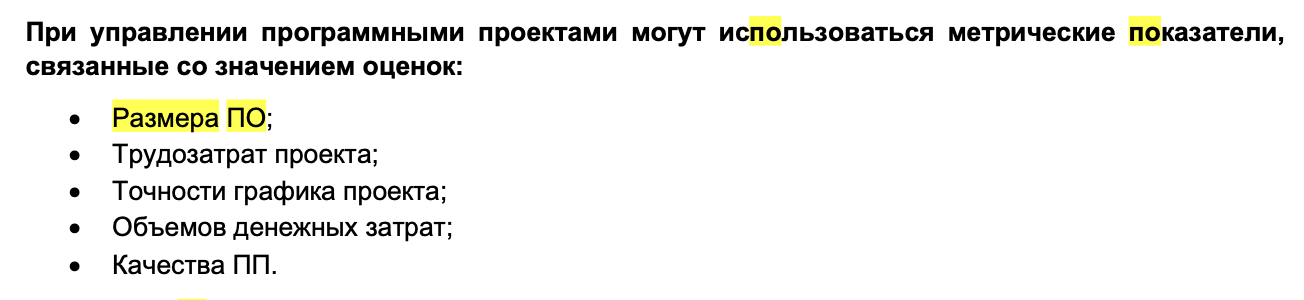 При управлении программными проектами могут использоваться метрические показатели,
связанные со значением оценок:
• Размера ПО;
• Трудозатрат проекта;
• Точности графика проекта;
• Объемов денежных затрат;
• Качества ПП.